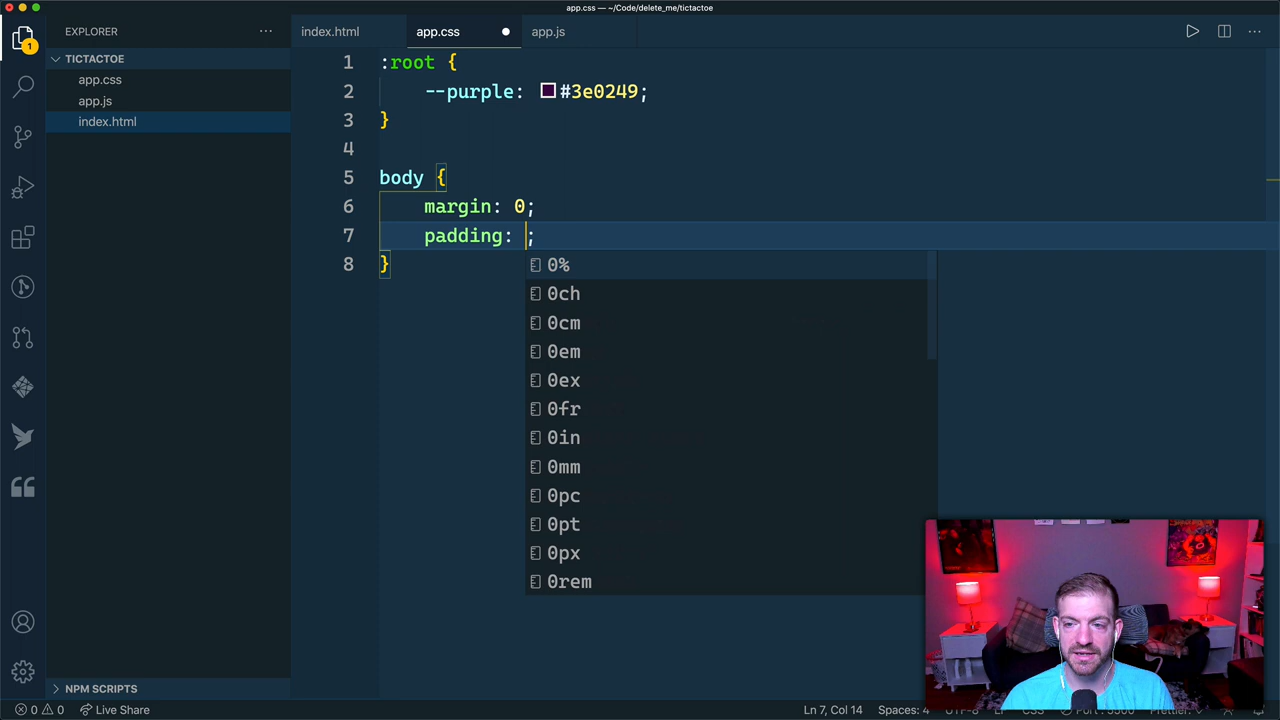 app.css — ~/Code/delete_me/tictactoe
EXPLORER
index.html
app.css
app.js
TICTACTOE
app.css
app.js
index.html
1
:root {
2
--purple: #3e0249;
3
}
4
5
body {
6
margin: 0;
7
padding: ;
8
}
0%
0ch
0cm
0em
0ex
0fr
0in
0mm
0pc
0pt
0px
0rem
1
NPM SCRIPTS
0 0 Live Share
Ln 7, Col 14 Spaces: 4